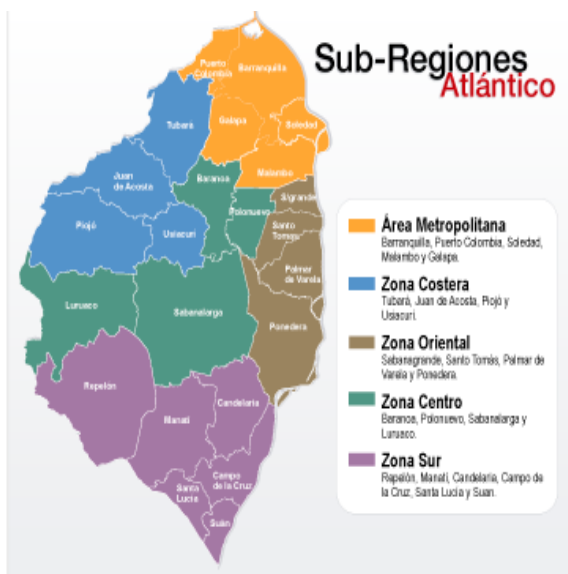 Sub-Regiones
Atlántico
Puerto
Colombia
Barranquilla
Tubará
Galapa
Soledad
Malambo
Juan
de Acosta
Baranoa
Polonuevo
S/grande
Santo
Tomás
Piojó
Usiacurí
Palmar
de Varela
Luruaco
Sabanalarga
Ponedera
Repelón
Candelaria
Manatí
Campo
de la Cruz
Santa
Lucía
Suán
Área Metropolitana
Barranquilla, Puerto Colombia, Soledad,
Malambo y Galapa.
Zona Costera
Tubará, Juan de Acosta, Piojó y
Usiacurí.
Zona Oriental
Sabanagrande, Santo Tomás, Palmar de
Varela y Ponedera.
Zona Centro
Baranoa, Polonuevo, Sabanalarga y
Luruaco.
Zona Sur
Repelón, Manatí, Candelaria, Campo de
la Cruz, Santa Lucía y Suan.